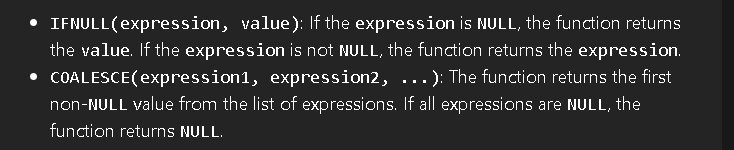 • IFNULL(expression, value): If the expression is NULL, the function returns
the value. If the expression is not NULL, the function returns the expression.
• COALESCE(expression1, expression2, ...): The function returns the first
non-NULL value from the list of expressions. If all expressions are NULL, the
function returns NULL.